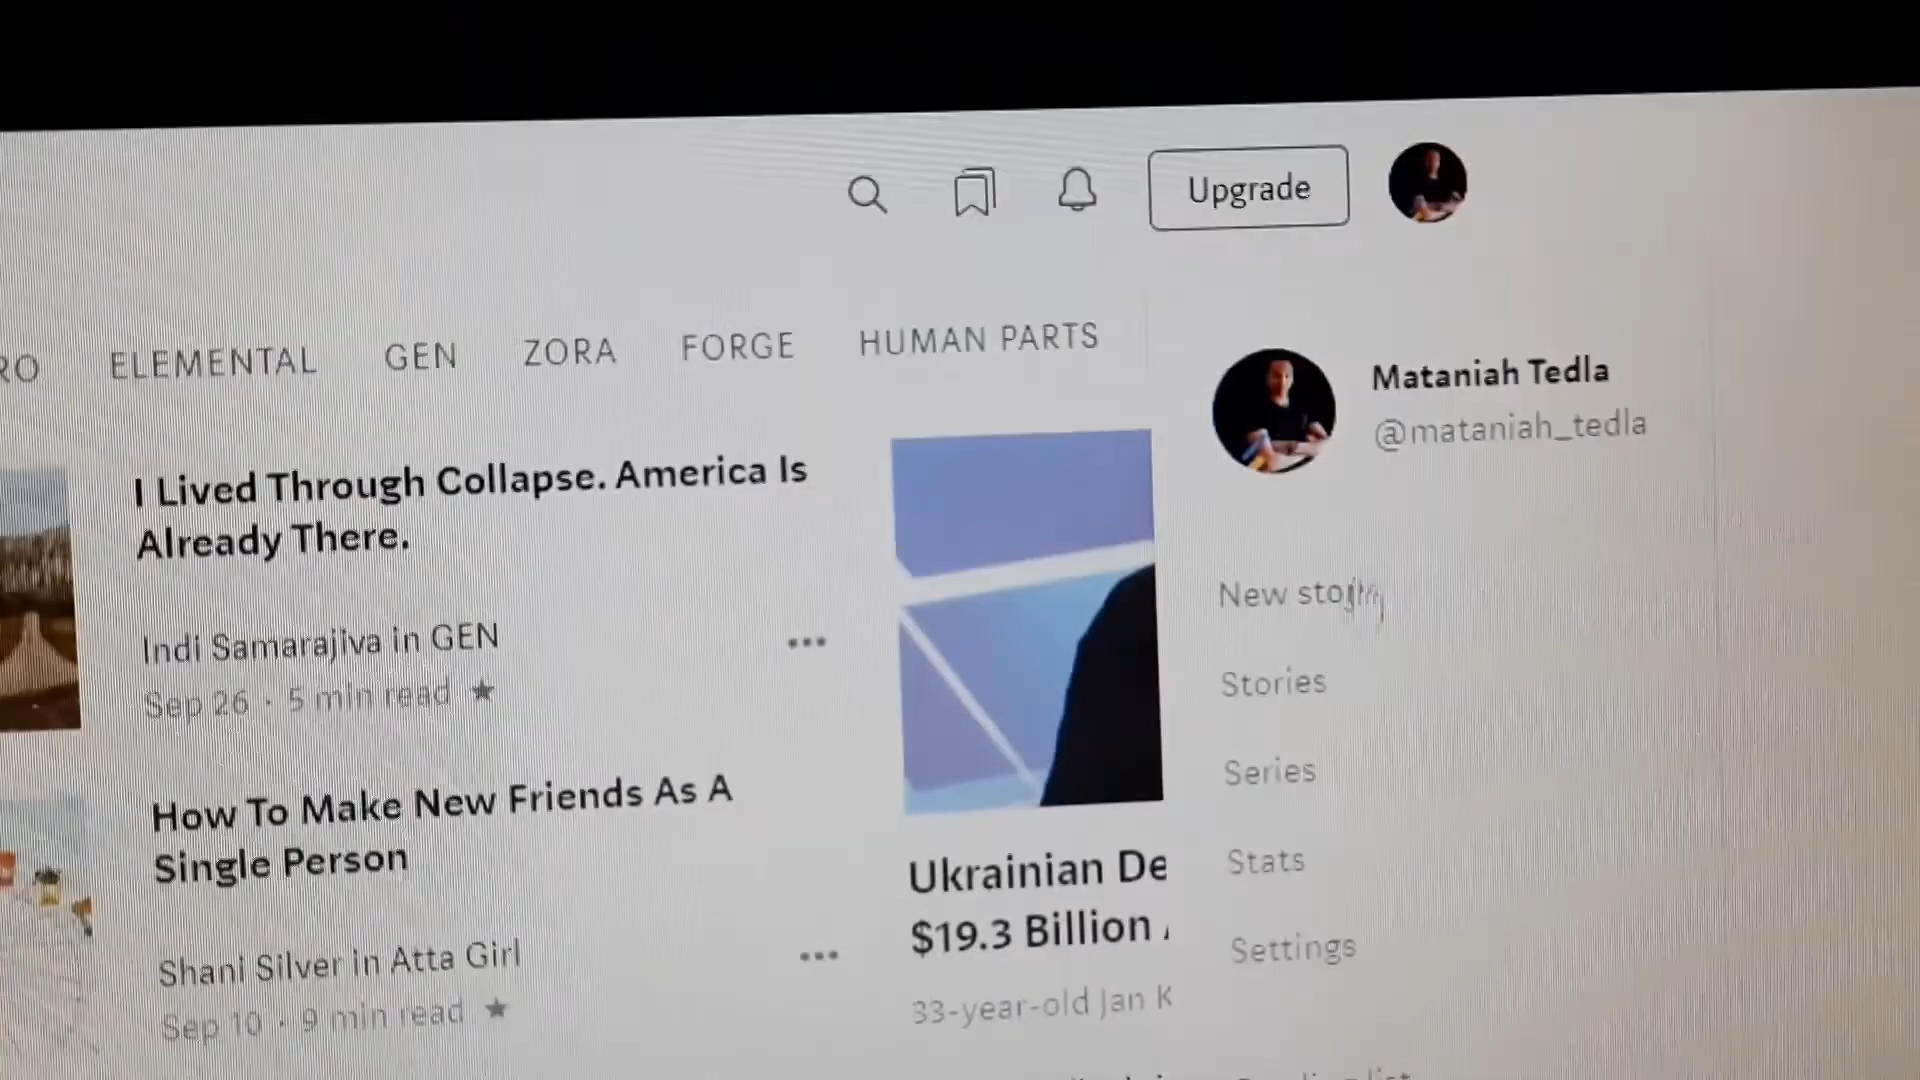 Upgrade
ELEMENTAL GEN ZORA FORGE HUMAN PARTS
I Lived Through Collapse. America Is
Already There.
Indi Samarajiva in GEN
Sep 26 · 5 min read
How To Make New Friends As A
Single Person
Shani Silver in Atta Girl
Sep 10 · 9 min read
Ukrainian De
$19.3 Billion
33-year-old Jan K
Mataniah Tedla
@mataniah_tedla
New story
Stories
Series
Stats
Settings